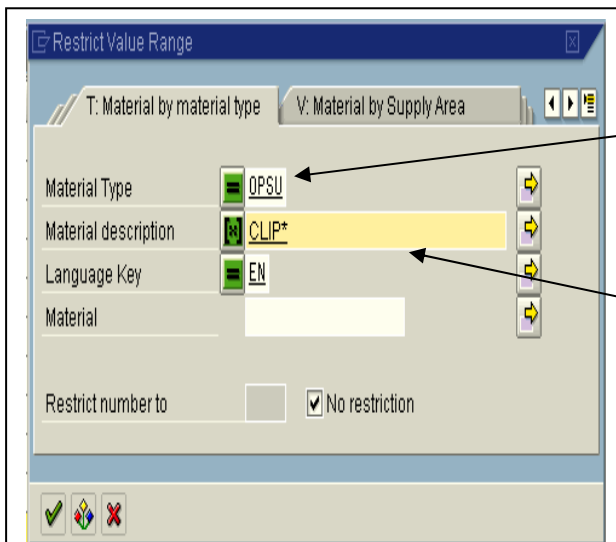 Restrict Value Range
T: Material by material type V: Material by Supply Area
Material Type = OPSU
Material description [*] CLIP*
Language Key = EN
Material
Restrict number to No restriction